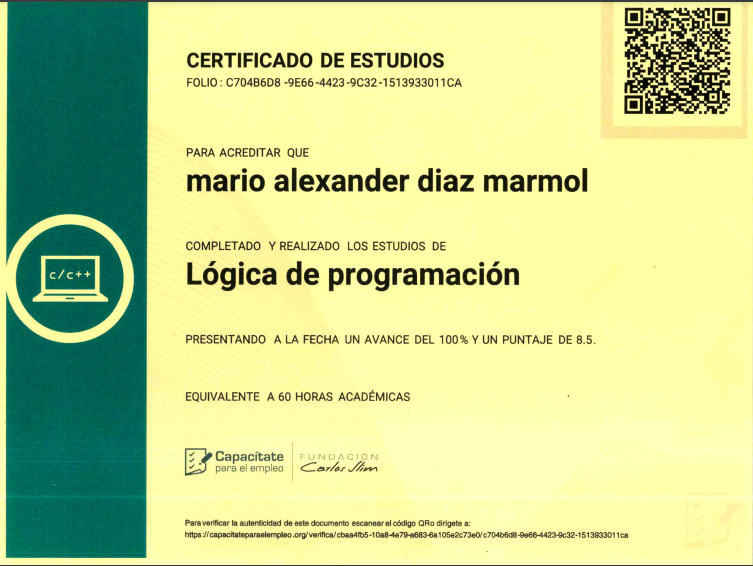 CERTIFICADO DE ESTUDIOS
FOLIO: C704B6D8 -9E66-4423-9C32-1513933011CA
PARA ACREDITAR QUE
mario alexander diaz marmol
COMPLETADO Y REALIZADO LOS ESTUDIOS DE
Lógica de programación
c/c++
PRESENTANDO A LA FECHA UN AVANCE DEL 100% Y UN PUNTAJE DE 8.5.
EQUIVALENTE A 60 HORAS ACADÉMICAS
Capacítate
para el empleo
FUNDACIÓN
Carlos Slim
Para verificar la autenticidad de este documento escanear el código QRo dirígete a:
https://capacitateparaelempleo.org/verifica/cbaa4fb5-10a8-4e79-a683-6a105e2c73e0/c704b6d8-9e66-4423-9c32-1513933011ca